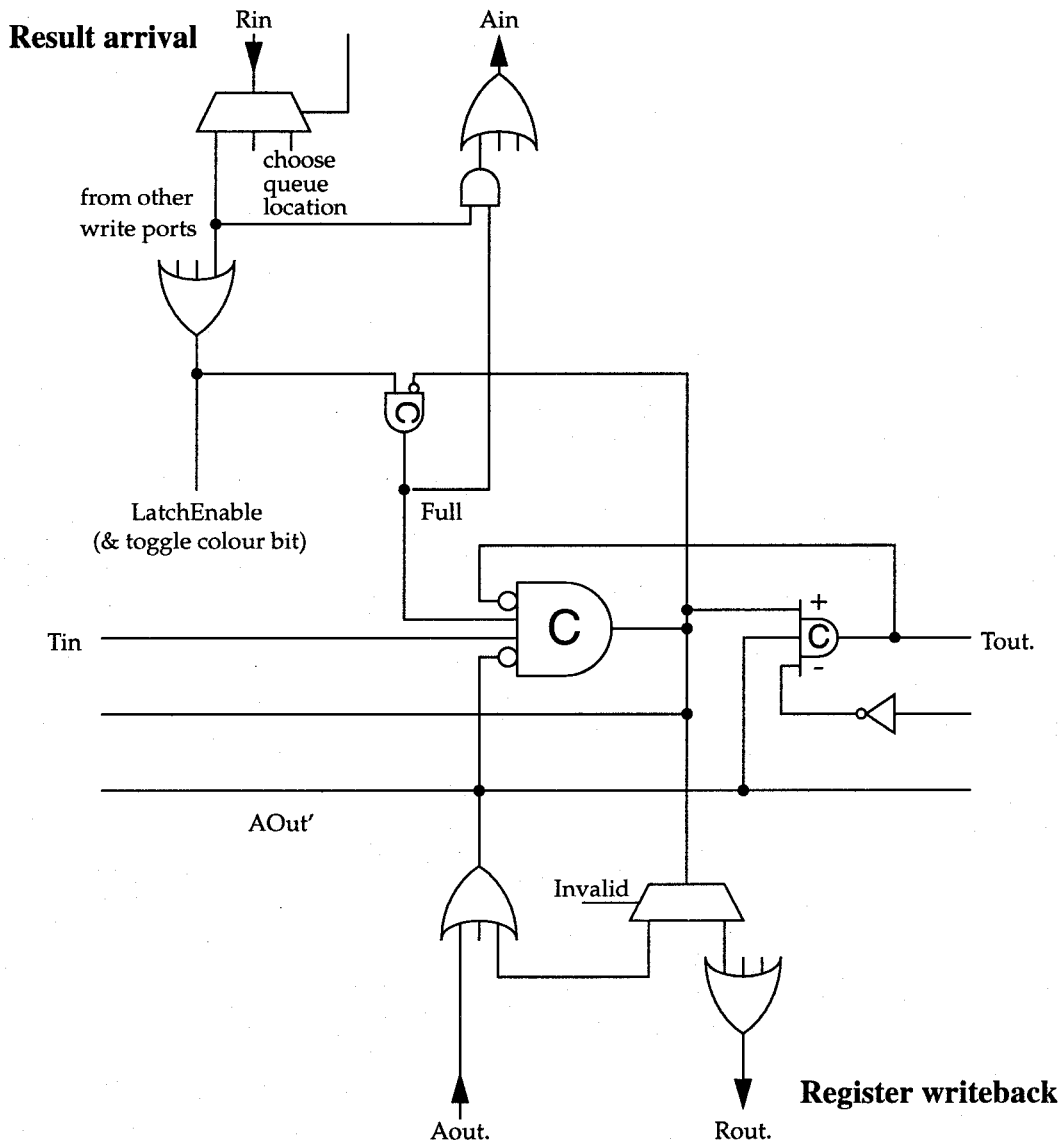 Result arrival
Rin
Ain
choose
queue
location
from other
write ports
C
LatchEnable
(& toggle colour bit)
Full
C
+
C
-
Tin
Tout.
AOut'
Invalid
Register writeback
Aout.
Rout.